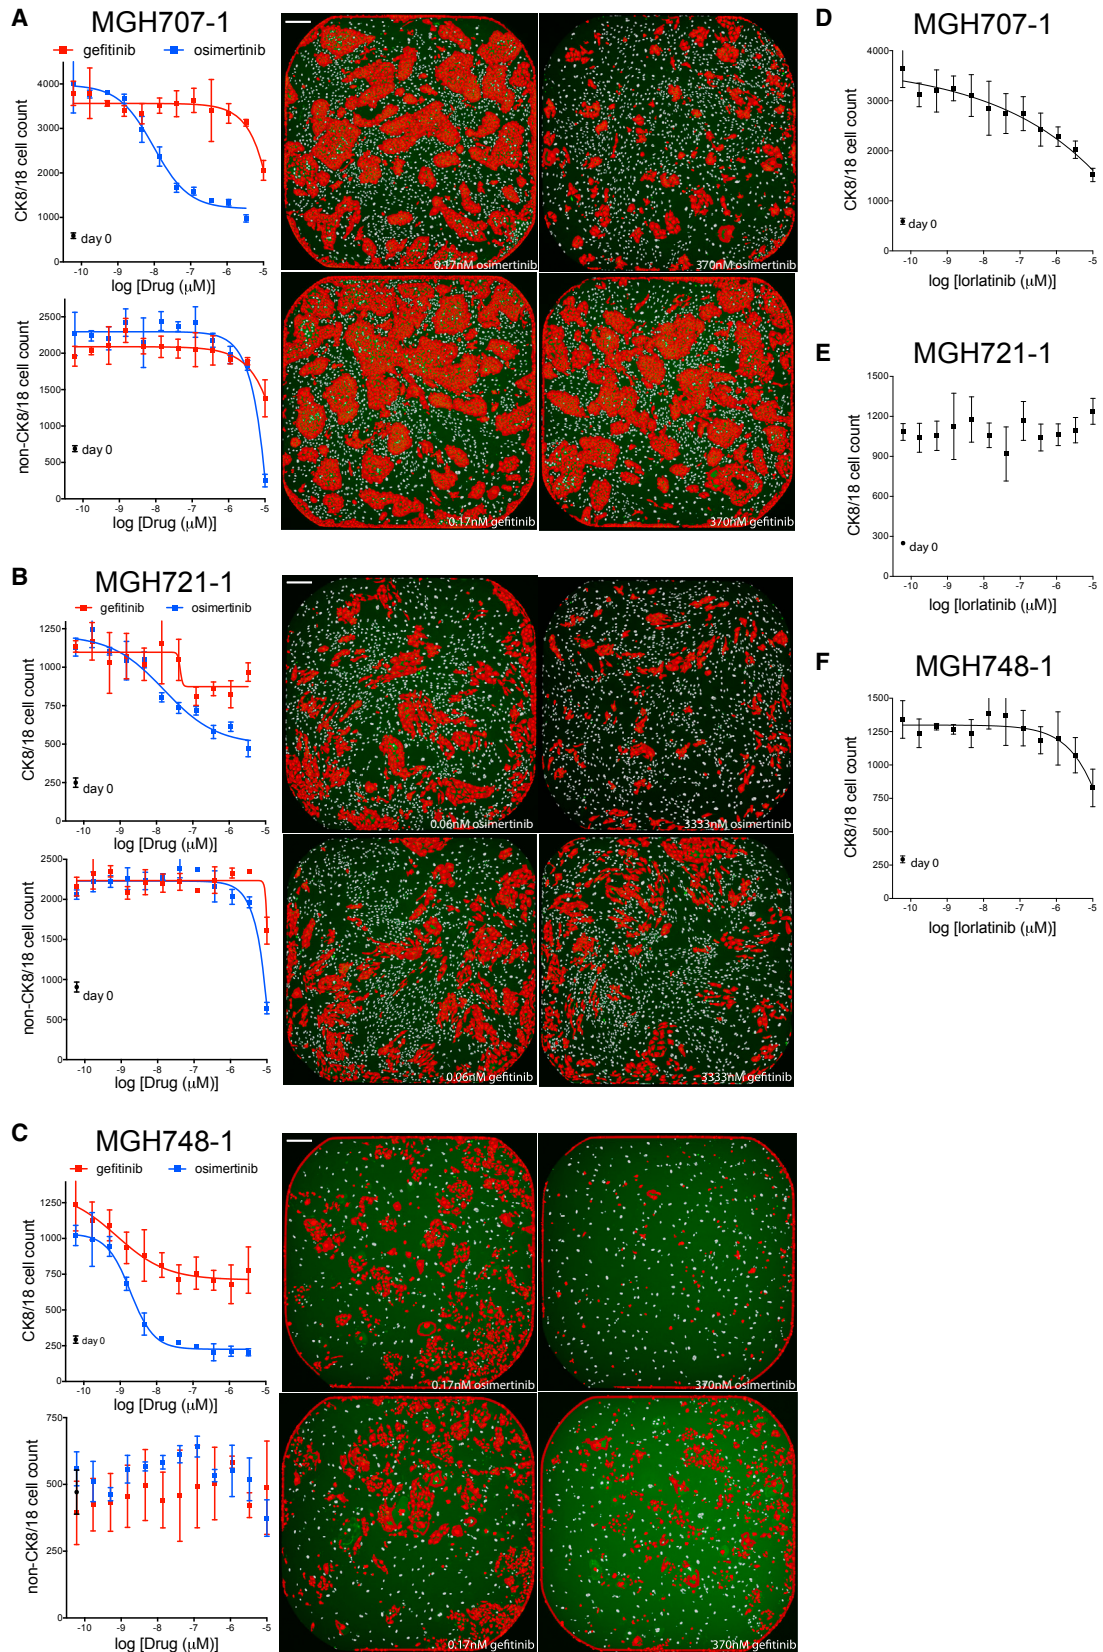 A
MGH707-1
gefitinib
osimertinib
CK8/18 cell count
4000
3000
2000
1000
0
day 0
-10 -9 -8 -7 -6 -5
log [Drug (μM)]
non-CK8/18 cell count
2500
2000
1500
1000
500
0
day 0
-10 -9 -8 -7 -6 -5
log [Drug (μM)]
0.17nM osimertinib
370nM osimertinib
0.17nM gefitinib
370nM gefitinib
B
MGH721-1
gefitinib
osimertinib
CK8/18 cell count
1250
1000
750
500
250
0
day 0
-10 -9 -8 -7 -6 -5
log [Drug (μM)]
non-CK8/18 cell count
2500
2000
1500
1000
500
0
day 0
-10 -9 -8 -7 -6 -5
log [Drug (μM)]
0.06nM osimertinib
3333nM osimertinib
0.06nM gefitinib
3333nM gefitinib
C
MGH748-1
gefitinib
osimertinib
CK8/18 cell count
1250
1000
750
500
250
0
day 0
-10 -9 -8 -7 -6 -5
log [Drug (μM)]
non-CK8/18 cell count
750
500
250
0
-10 -9 -8 -7 -6 -5
log [Drug (μM)]
0.17nM osimertinib
370nM osimertinib
0.17nM gefitinib
370nM gefitinib
D
MGH707-1
CK8/18 cell count
4000
3000
2000
1000
0
day 0
-10 -9 -8 -7 -6 -5
log [lorlatinib (μM)]
E
MGH721-1
CK8/18 cell count
1500
1200
900
600
300
0
day 0
-10 -9 -8 -7 -6 -5
log [lorlatinib (μM)]
F
MGH748-1
CK8/18 cell count
1500
1250
1000
750
500
250
0
day 0
-10 -9 -8 -7 -6 -5
log [lorlatinib (μM)]